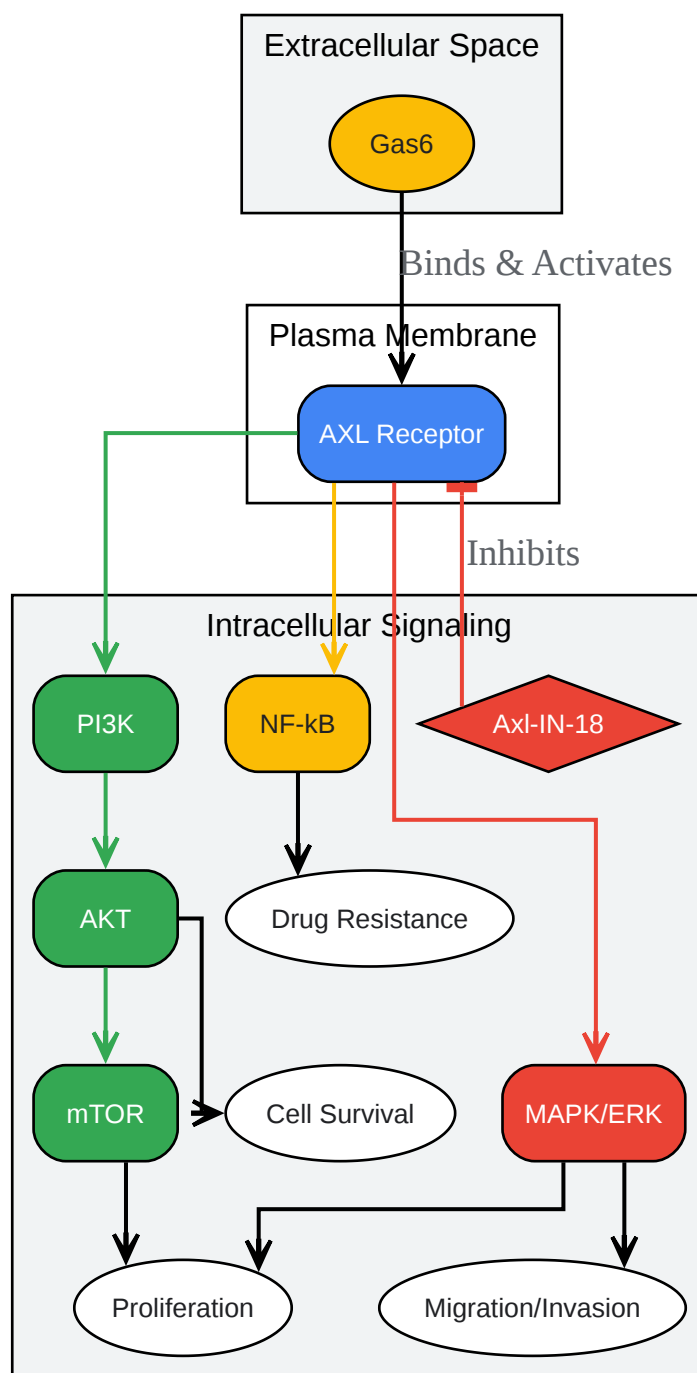 Extracellular Space
Gas6
Binds & Activates
Plasma Membrane
AXL Receptor
Inhibits
Intracellular Signaling
PI3K
NF-kB
Axl-IN-18
AKT
Drug Resistance
mTOR
Cell Survival
MAPK/ERK
Proliferation
Migration/Invasion